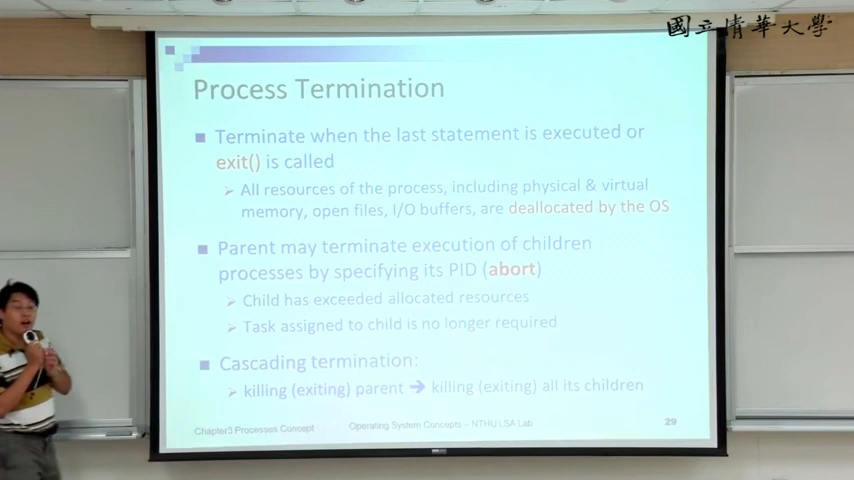 國立清華大學
Process Termination
Terminate when the last statement is executed or
exit() is called
All resources of the process, including physical & virtual
memory, open files, I/O buffers, are deallocated by the OS
Parent may terminate execution of children
processes by specifying its PID (abort)
Child has exceeded allocated resources
Task assigned to child is no longer required
Cascading termination:
killing (exiting) parent ➔ killing (exiting) all its children
Chapter3 Processes Concept
Operating System Concepts – NTHU LSA Lab
29